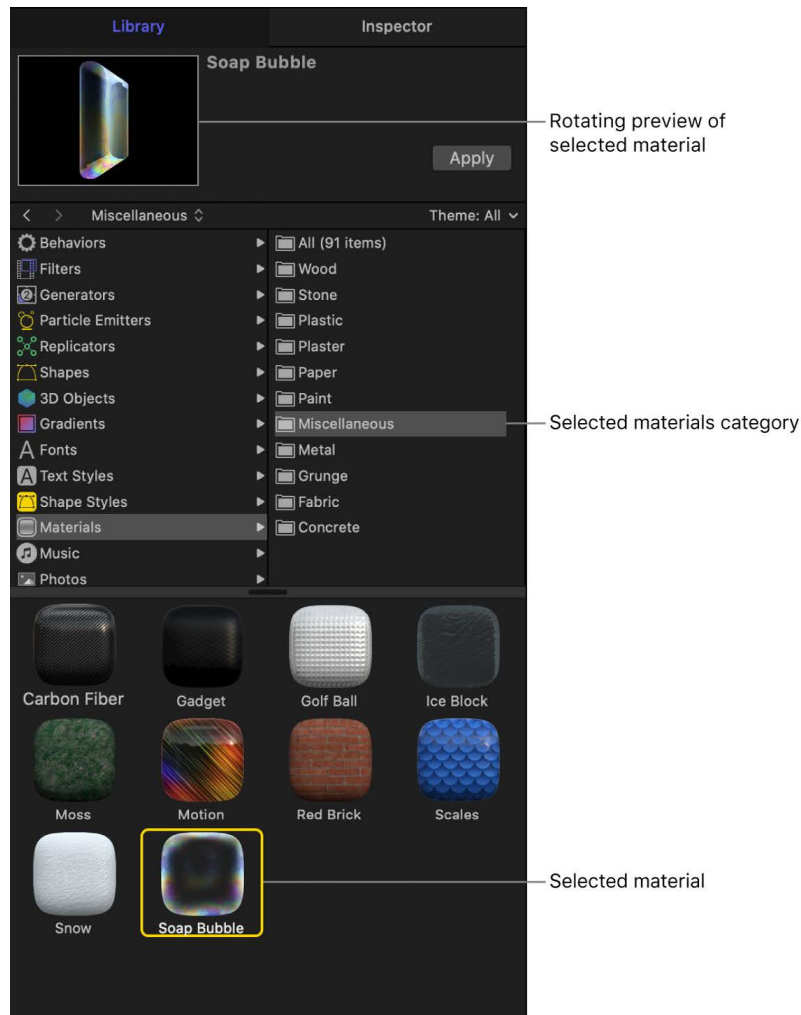 Library
Inspector
Soap Bubble
Rotating preview of
selected material
Apply
Miscellaneous
Theme: All
Behaviors
All (91 items)
Filters
Wood
Generators
Stone
Particle Emitters
Plastic
Replicators
Plaster
Shapes
Paper
3D Objects
Paint
Gradients
Miscellaneous
Selected materials category
Fonts
Metal
Text Styles
Grunge
Shape Styles
Fabric
Materials
Concrete
Music
Photos
Carbon Fiber
Gadget
Golf Ball
Ice Block
Moss
Motion
Red Brick
Scales
Selected material
Snow
Soap Bubble